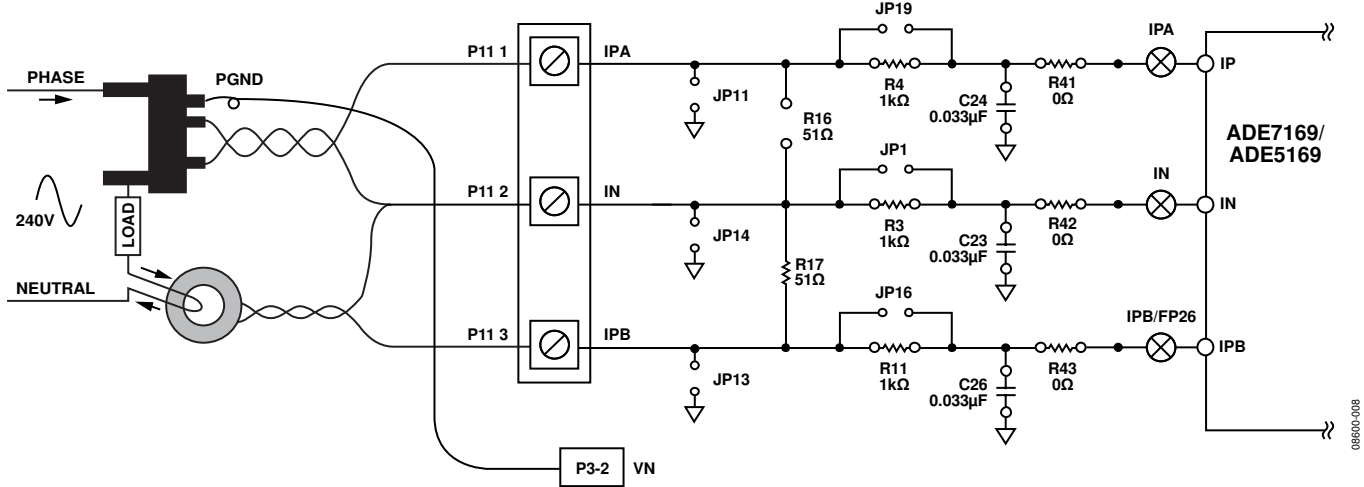 JP19
P11 1
IPA
IPA
PHASE
PGND
IP
JP11
R4
1kΩ
C24
0.033µF
R41
0Ω
R16
51Ω
ADE7169/
ADE5169
JP1
IN
P11 2
IN
IN
240V
LOAD
JP14
R3
1kΩ
C23
0.033µF
R42
0Ω
R17
51Ω
NEUTRAL
JP16
IPB/FP26
P11 3
IPB
IPB
JP13
R11
1kΩ
C26
0.033µF
R43
0Ω
P3-2
VN
08600-008